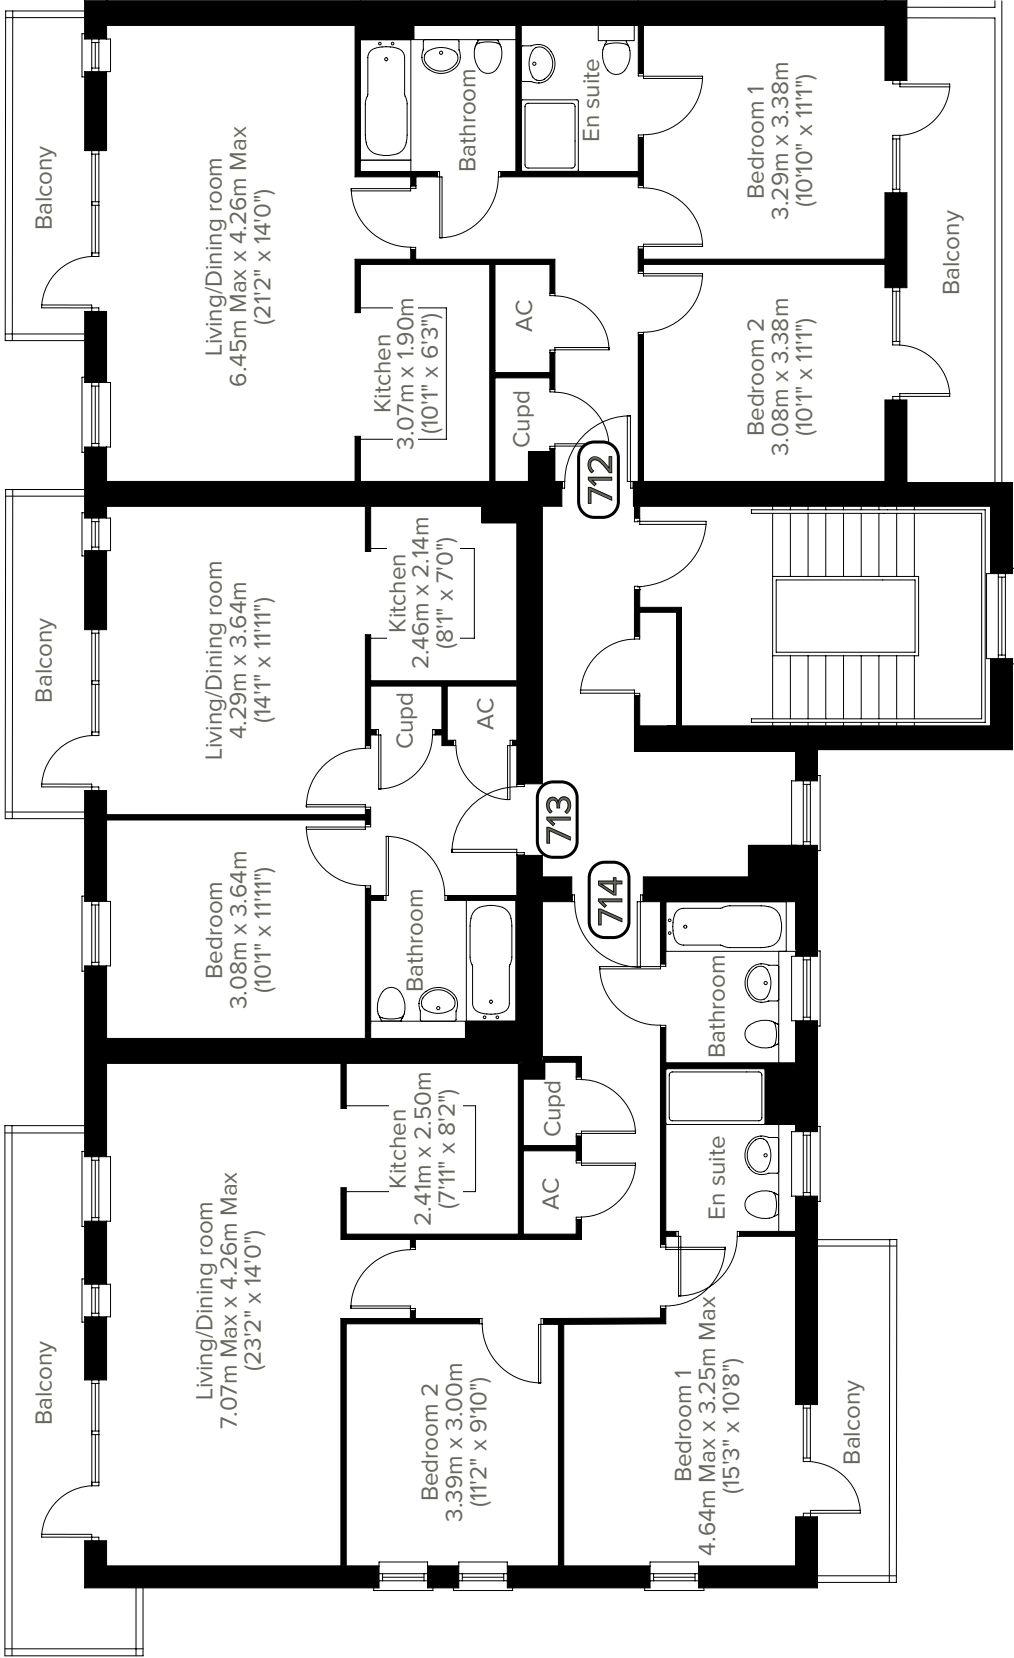 Balcony
Living/Dining room
6.45m Max x 4.26m Max
(21'2" x 14'0")
Bathroom
En suite
Bedroom 1
3.29m x 3.38m
(10'10" x 11'1")
Balcony
Kitchen
3.07m x 1.90m
(10'1" x 6'3")
AC
Cupd
Bedroom 2
3.08m x 3.38m
(10'1" x 11'1")
712
Balcony
Living/Dining room
4.29m x 3.64m
(14'1" x 11'11")
Kitchen
2.46m x 2.14m
(8'1" x 7'0")
Cupd
AC
713
Bedroom
3.08m x 3.64m
(10'1" x 11'11")
Bathroom
714
Bathroom
Balcony
Living/Dining room
7.07m Max x 4.26m Max
(23'2" x 14'0")
Kitchen
2.41m x 2.50m
(7'11" x 8'2")
Cupd
AC
En suite
Bedroom 2
3.39m x 3.00m
(11'2" x 9'10")
Bedroom 1
4.64m Max x 3.25m Max
(15'3" x 10'8")
Balcony